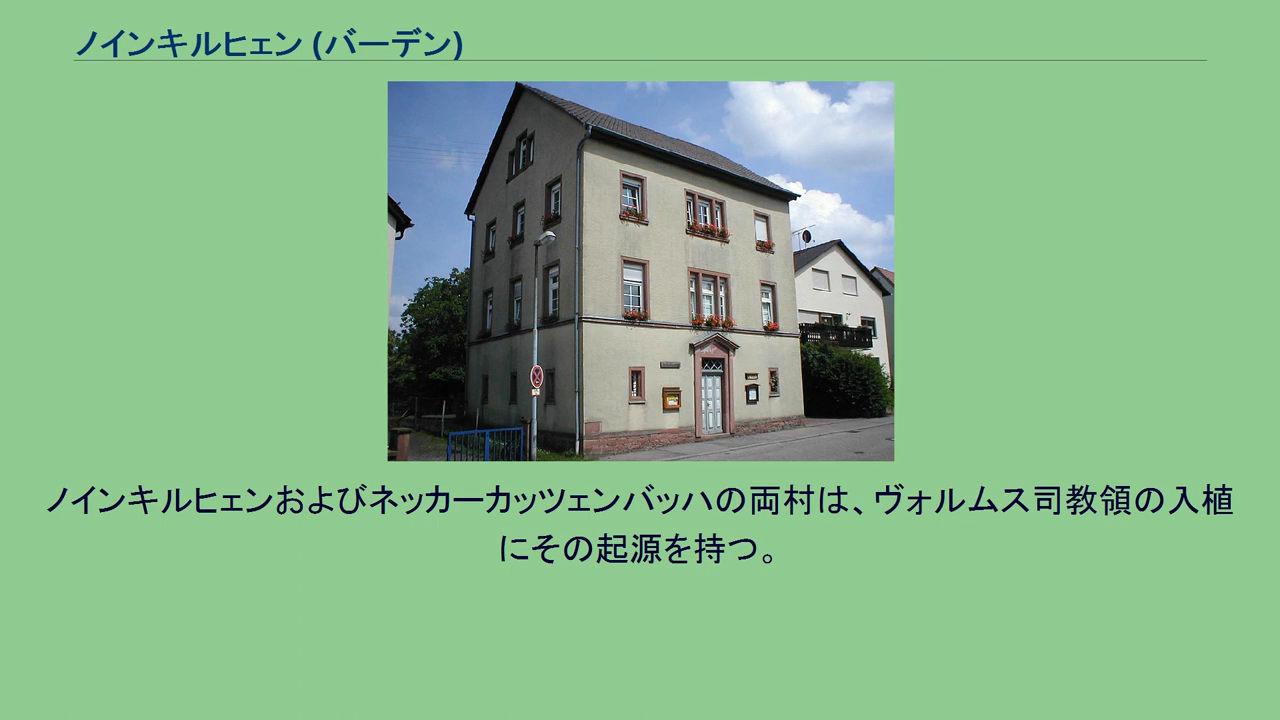 ノインキルヒェン (バーデン)
ノインキルヒェンおよびネッカーカッツェンバッハの両村は、ヴォルムス司教領の入植
にその起源を持つ。